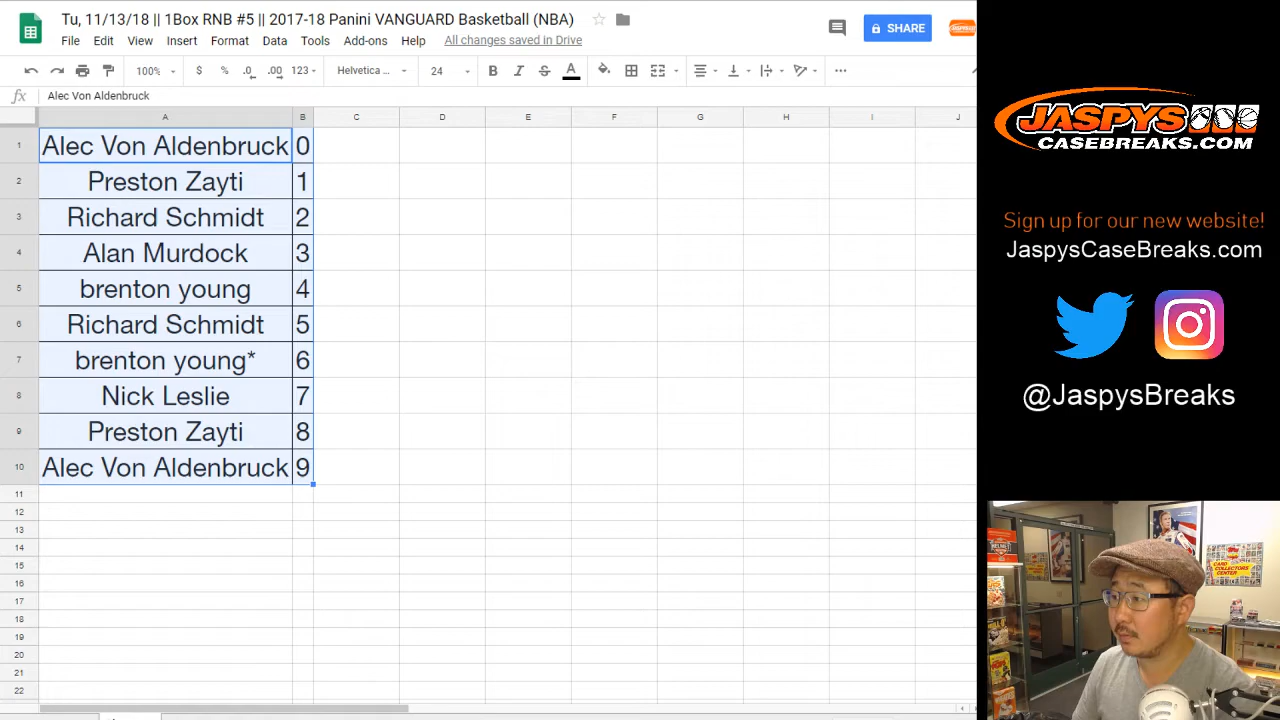 Tu, 11/13/18 || 1Box RNB #5 || 2017-18 Panini VANGUARD Basketball (NBA)
SHARE
File Edit View Insert Format Data Tools Add-ons Help All changes saved in Drive
100% $ % .0 .00 123 Helvetica ... 24 B I S A
fx Alec Von Aldenbruck
A B C D E F G H I J
1 Alec Von Aldenbruck 0
2 Preston Zayti 1
3 Richard Schmidt 2
4 Alan Murdock 3
5 brenton young 4
6 Richard Schmidt 5
7 brenton young* 6
8 Nick Leslie 7
9 Preston Zayti 8
10 Alec Von Aldenbruck 9
11
12
13
14
15
16
17
18
19
20
21
22
JASPYS
CASEBREAKS.COM
Sign up for our new website!
JaspysCaseBreaks.com
@JaspysBreaks